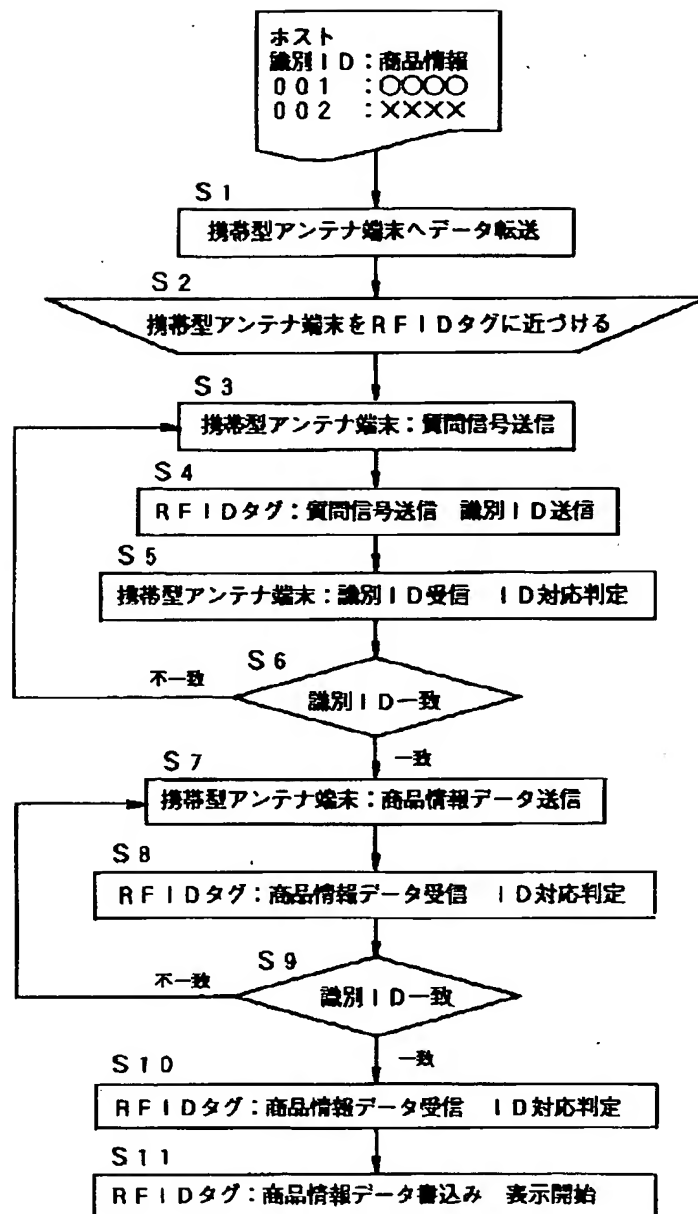 ホスト
識別ID：商品情報
001　：○○○○
002　：××××
S1
携帯型アンテナ端末へデータ転送
S2
携帯型アンテナ端末をRFIDタグに近づける
S3
携帯型アンテナ端末：質問信号送信
S4
RFIDタグ：質問信号送信　識別ID送信
S5
携帯型アンテナ端末：識別ID受信　ID対応判定
S6
不一致
識別ID一致
一致
S7
携帯型アンテナ端末：商品情報データ送信
S8
RFIDタグ：商品情報データ受信　ID対応判定
S9
不一致
識別ID一致
一致
S10
RFIDタグ：商品情報データ受信　ID対応判定
S11
RFIDタグ：商品情報データ書込み　表示開始